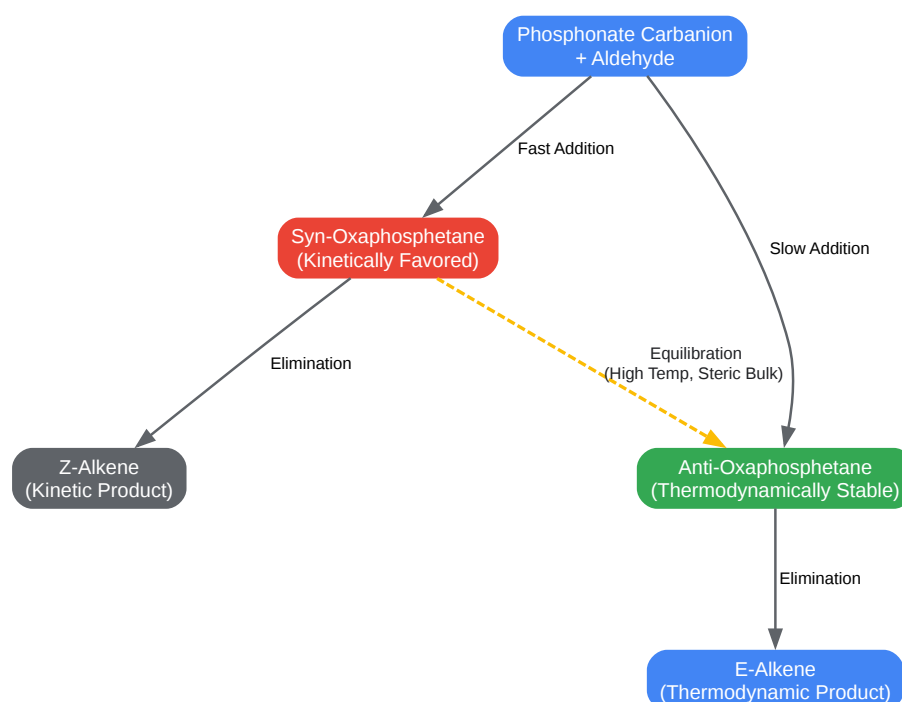 Phosphonate Carbanion
+ Aldehyde
Fast Addition
Syn-Oxaphosphetane
(Kinetically Favored)
Slow Addition
Elimination
Equilibration
(High Temp, Steric Bulk)
Z-Alkene
(Kinetic Product)
Anti-Oxaphosphetane
(Thermodynamically Stable)
Elimination
E-Alkene
(Thermodynamic Product)